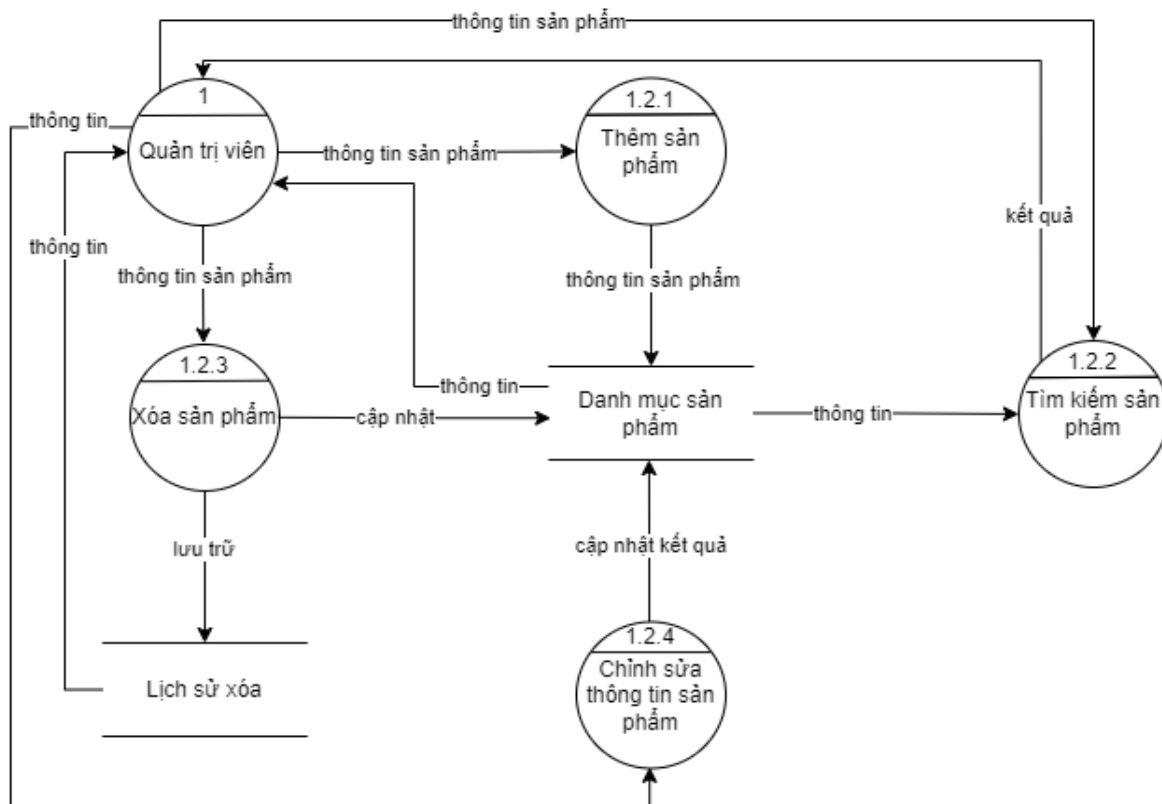 thông tin sản phẩm
1
Quản trị viên
thông tin
thông tin sản phẩm
1.2.1
Thêm sản
phẩm
kết quả
thông tin
thông tin sản phẩm
thông tin sản phẩm
1.2.3
Xóa sản phẩm
cập nhật
thông tin
Danh mục sản
phẩm
thông tin
1.2.2
Tìm kiếm sản
phẩm
lưu trữ
cập nhật kết quả
Lịch sử xóa
1.2.4
Chỉnh sửa
thông tin sản
phẩm